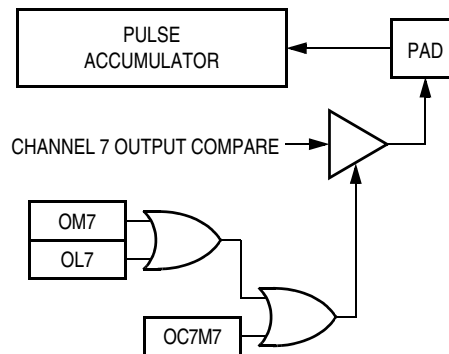 PULSE
ACCUMULATOR
PAD
CHANNEL 7 OUTPUT COMPARE
OM7
OL7
OC7M7